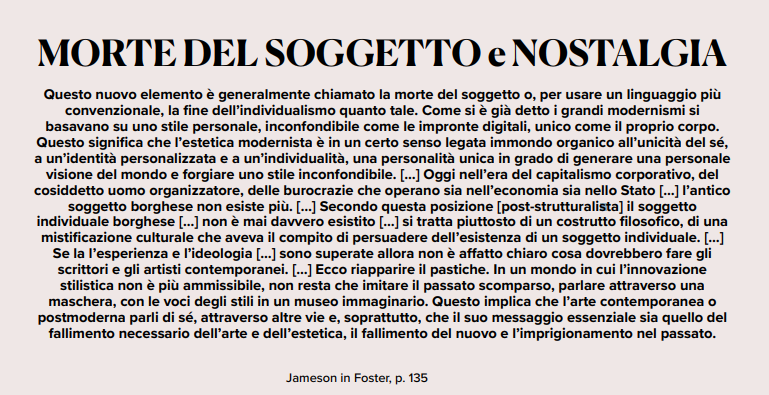 MORTE DEL SOGGETTO e NOSTALGIA
Questo nuovo elemento è generalmente chiamato la morte del soggetto o, per usare un linguaggio più
convenzionale, la fine dell’individualismo quanto tale. Come si è già detto i grandi modernismi si
basavano su uno stile personale, inconfondibile come le impronte digitali, unico come il proprio corpo.
Questo significa che l’estetica modernista è in un certo senso legata immondo organico all’unicità del sé,
a un’identità personalizzata e a un’individualità, una personalità unica in grado di generare una personale
visione del mondo e forgiare uno stile inconfondibile. [...] Oggi nell’era del capitalismo corporativo, del
cosiddetto uomo organizzatore, delle burocrazie che operano sia nell’economia sia nello Stato [...] l’antico
soggetto borghese non esiste più. [...] Secondo questa posizione [post-strutturalista] il soggetto
individuale borghese [...] non è mai davvero esistito [...] si tratta piuttosto di un costrutto filosofico, di una
mistificazione culturale che aveva il compito di persuadere dell’esistenza di un soggetto individuale. [...]
Se la l’esperienza e l’ideologia [...] sono superate allora non è affatto chiaro cosa dovrebbero fare gli
scrittori e gli artisti contemporanei. [...] Ecco riapparire il pastiche. In un mondo in cui l’innovazione
stilistica non è più ammissibile, non resta che imitare il passato scomparso, parlare attraverso una
maschera, con le voci degli stili in un museo immaginario. Questo implica che l’arte contemporanea o
postmoderna parli di sé, attraverso altre vie e, soprattutto, che il suo messaggio essenziale sia quello del
fallimento necessario dell’arte e dell’estetica, il fallimento del nuovo e l’imprigionamento nel passato.
Jameson in Foster, p. 135